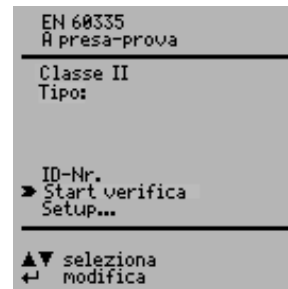 EN 60335
A presa-prova
Classe II
Tipo:
ID-Nr.
Start verifica
Setup...
▲▼ seleziona
↵ modifica